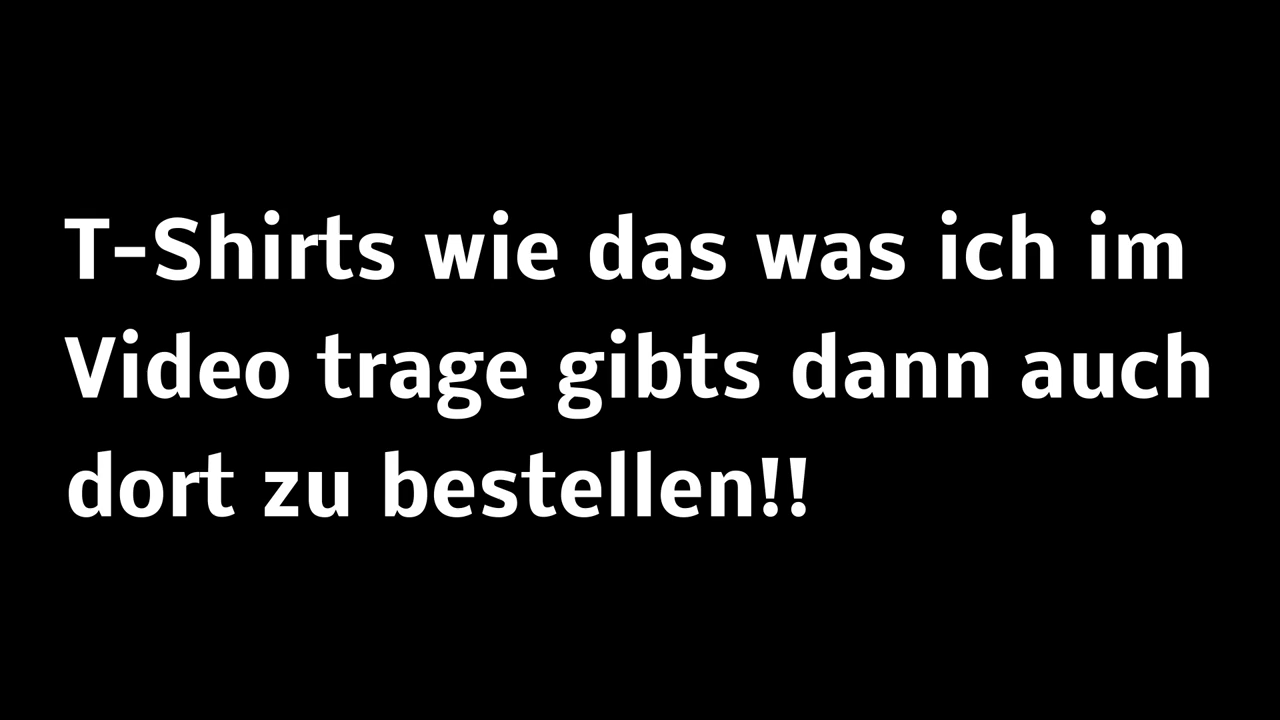 T-Shirts wie das was ich im
Video trage gibts dann auch
dort zu bestellen!!